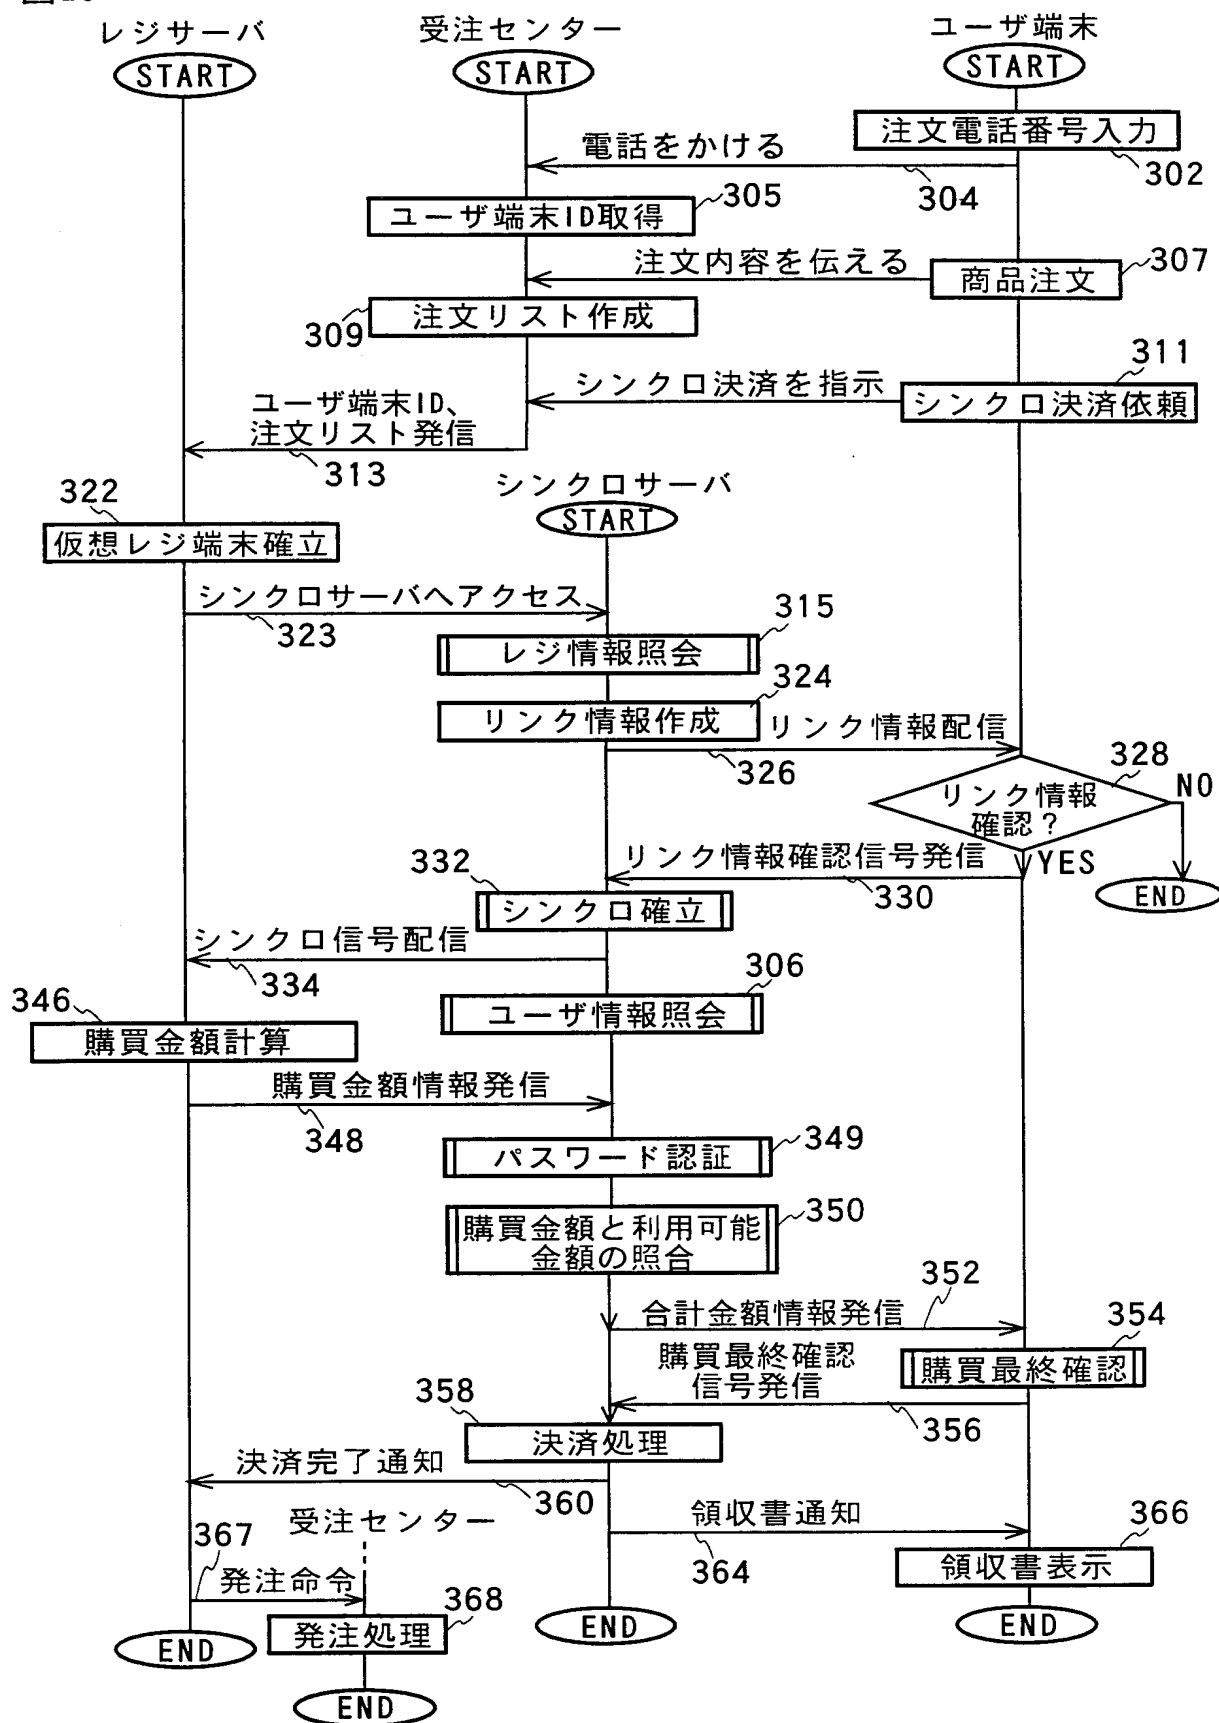 レジサーバ
受注センター
ユーザ端末
START
START
START
注文電話番号入力
302
電話をかける
304
ユーザ端末ID取得
305
注文内容を伝える
商品注文
307
注文リスト作成
309
311
シンクロ決済を指示
シンクロ決済依頼
ユーザ端末ID、
注文リスト発信
313
シンクロサーバ
START
322
仮想レジ端末確立
シンクロサーバへアクセス
323
315
レジ情報照会
324
リンク情報作成
リンク情報配信
326
328
リンク情報
確認?
NO
YES
END
リンク情報確認信号発信
330
332
シンクロ確立
シンクロ信号配信
334
306
ユーザ情報照会
346
購買金額計算
購買金額情報発信
348
パスワード認証
349
購買金額と利用可能
金額の照合
350
合計金額情報発信
352
354
購買最終確認
購買最終確認
信号発信
356
358
決済処理
決済完了通知
360
領収書通知
364
366
領収書表示
受注センター
367
発注命令
368
発注処理
END
END
END
END